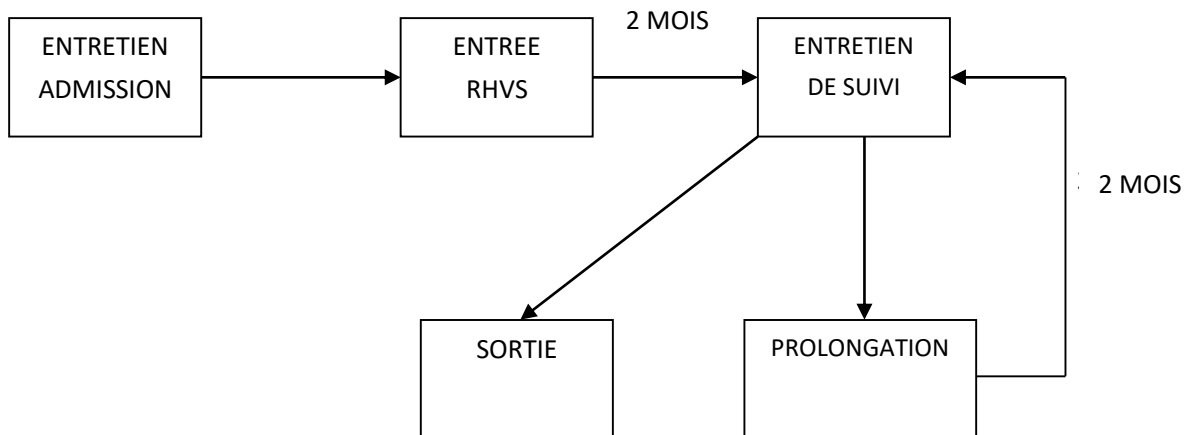 ENTRETIEN
ADMISSION
ENTREE
RHVS
2 MOIS
ENTRETIEN
DE SUIVI
2 MOIS
SORTIE
PROLONGATION